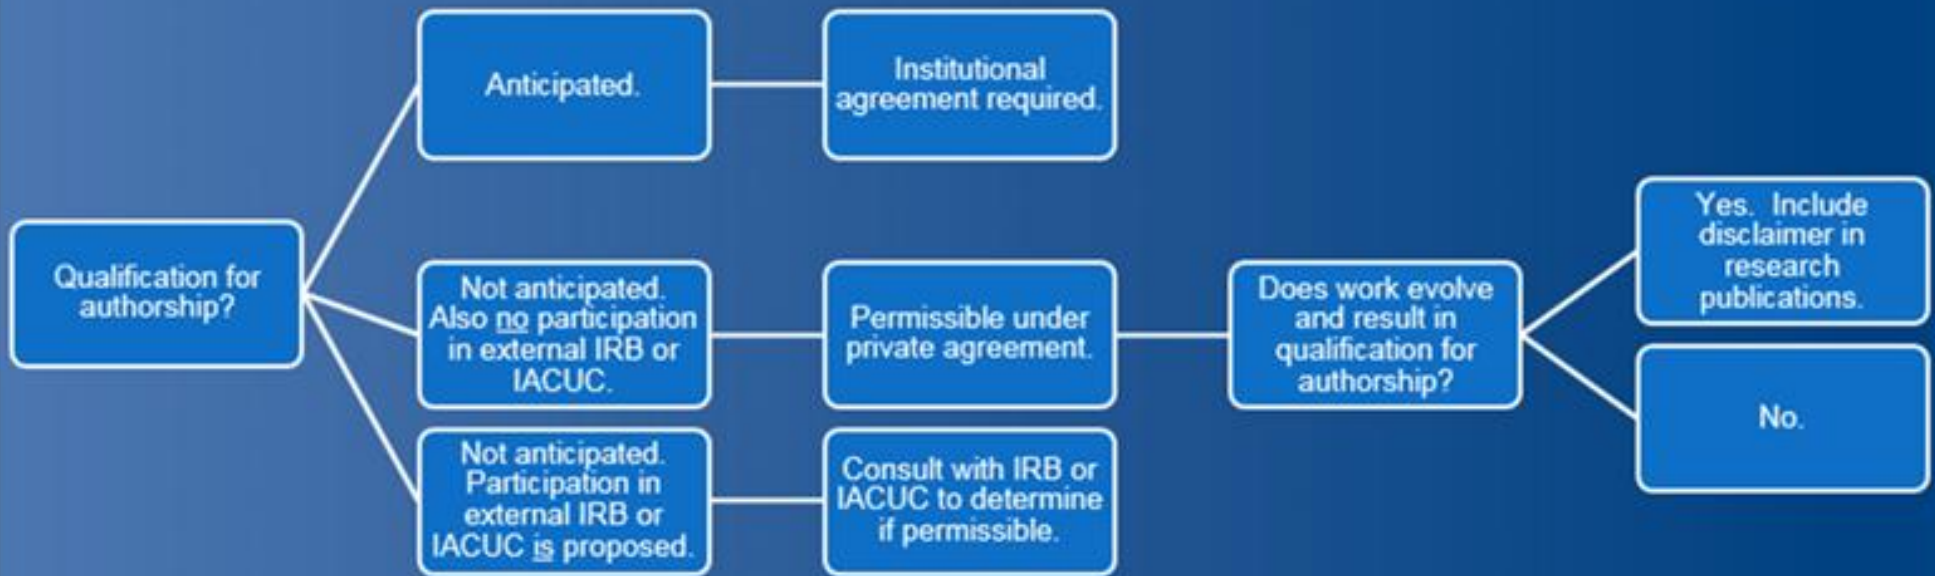 Qualification for
authorship?
Anticipated.
Institutional
agreement required.
Not anticipated.
Also no participation
in external IRB or
IACUC.
Permissible under
private agreement.
Does work evolve
and result in
qualification for
authorship?
Yes.  Include
disclaimer in
research
publications.
No.
Not anticipated.
Participation in
external IRB or
IACUC is proposed.
Consult with IRB or
IACUC to determine
if permissible.